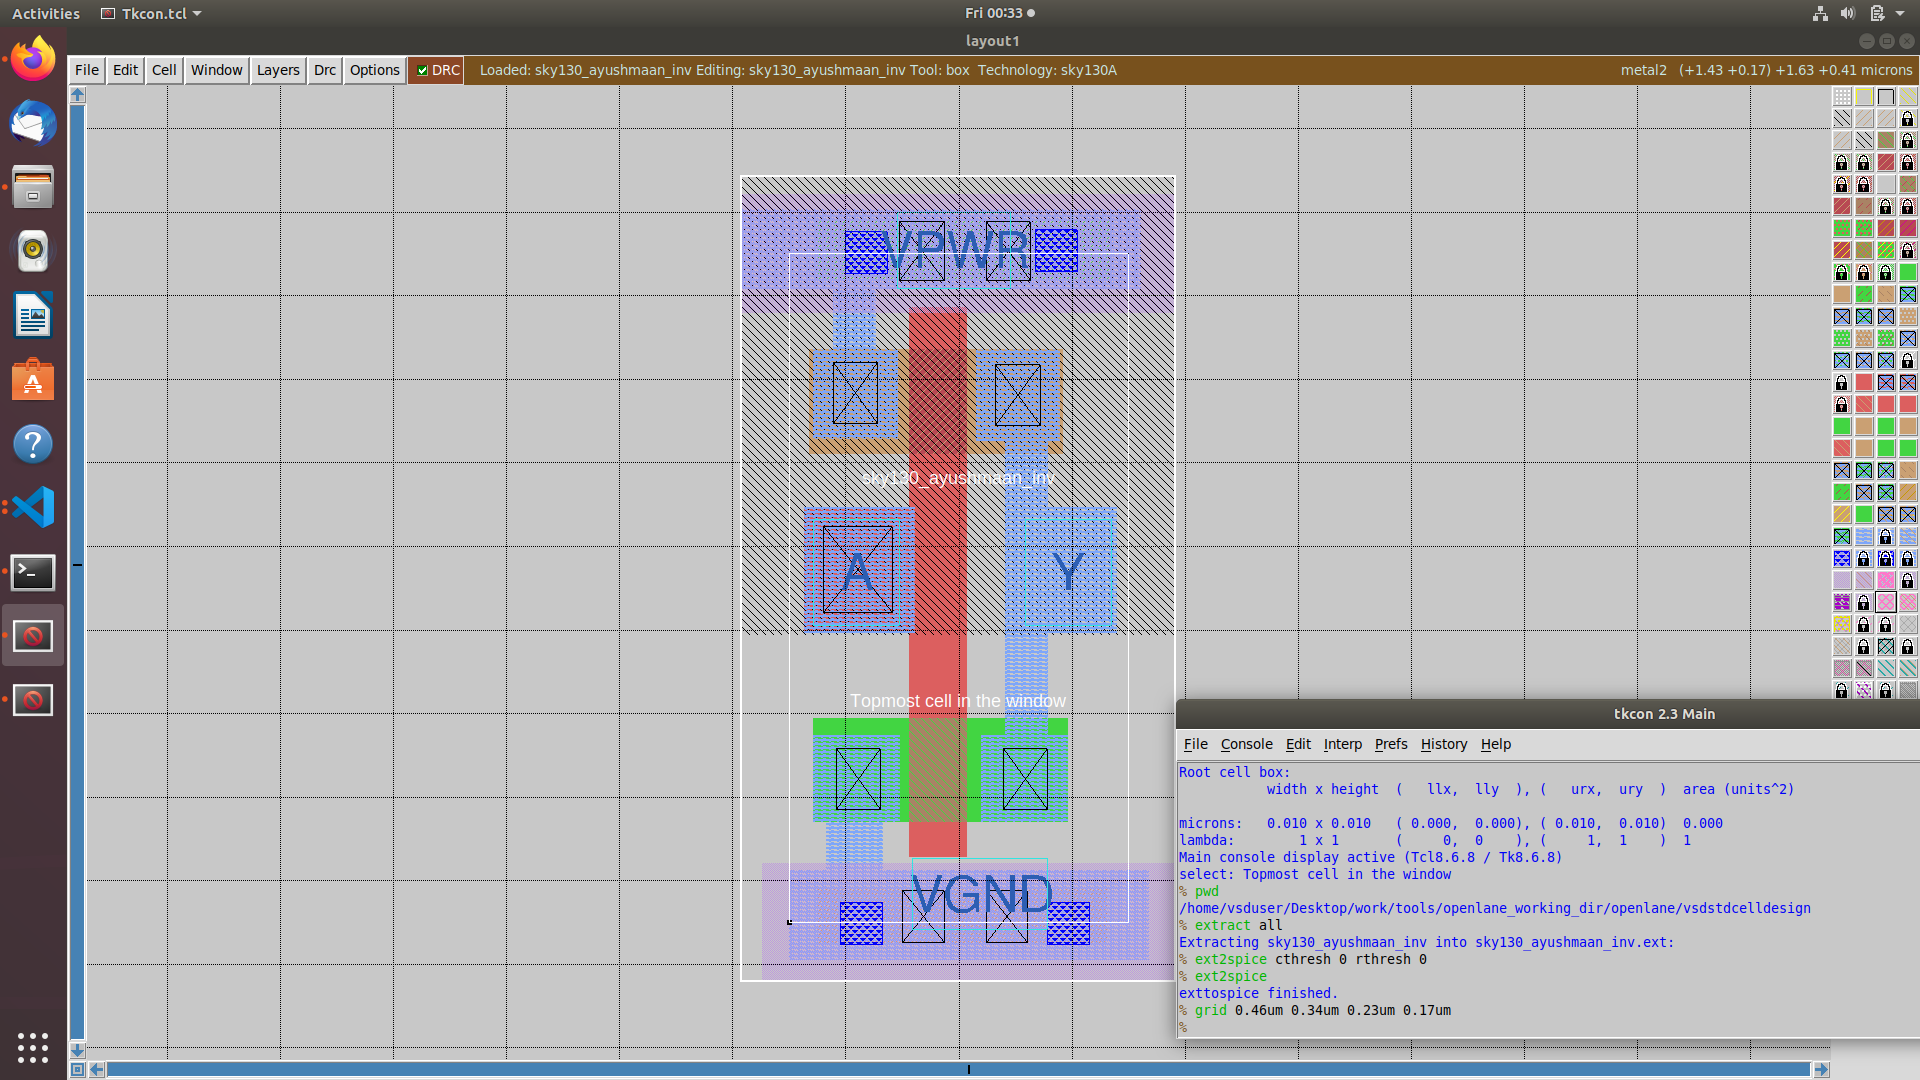 Activities Tkcon.tcl Fri 00:33
layout1
File Edit Cell Window Layers Drc Options DRC Loaded: sky130_ayushmaan_inv Editing: sky130_ayushmaan_inv Tool: box Technology: sky130A metal2 (+1.43 +0.17) +1.63 +0.41 microns
VPWR
sky130_ayushmaan_inv
A Y
Topmost cell in the window
VGND
tkcon 2.3 Main
File Console Edit Interp Prefs History Help
Root cell box:
width x height ( llx, lly ), ( urx, ury ) area (units^2)
microns: 0.010 x 0.010 ( 0.000, 0.000), ( 0.010, 0.010) 0.000
lambda: 1 x 1 ( 0, 0 ), ( 1, 1 ) 1
Main console display active (Tcl8.6.8 / Tk8.6.8)
select: Topmost cell in the window
% pwd
/home/vsduser/Desktop/work/tools/openlane_working_dir/openlane/vsdstdcelldesign
% extract all
Extracting sky130_ayushmaan_inv into sky130_ayushmaan_inv.ext:
% ext2spice cthresh 0 rthresh 0
% ext2spice
exttospice finished.
% grid 0.46um 0.34um 0.23um 0.17um
%